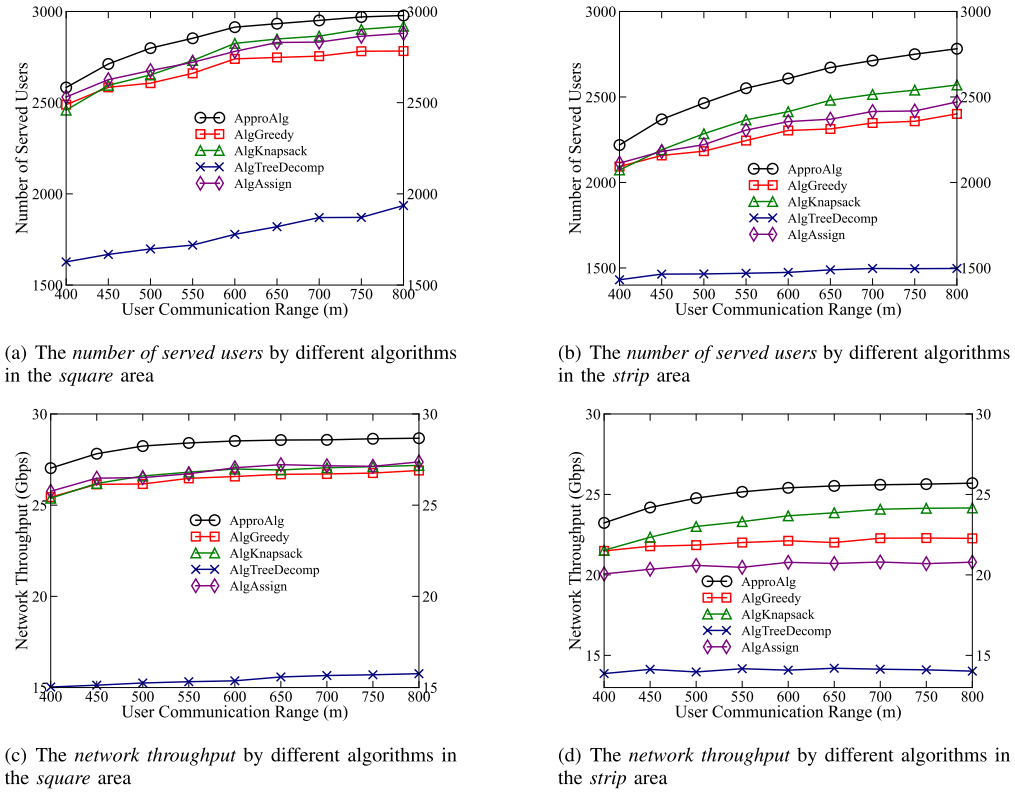 3000
2500
2000
1500
Number of Served Users
3000
2500
2000
1500
ApproAlg
AlgGreedy
AlgKnapsack
AlgTreeDecomp
AlgAssign
400 450 500 550 600 650 700 750 800
User Communication Range (m)
(a) The number of served users by different algorithms
in the square area
3000
2500
2000
1500
Number of Served Users
3000
2500
2000
1500
ApproAlg
AlgGreedy
AlgKnapsack
AlgTreeDecomp
AlgAssign
400 450 500 550 600 650 700 750 800
User Communication Range (m)
(b) The number of served users by different algorithms
in the strip area
30
25
20
15
Network Throughput (Gbps)
30
25
20
15
ApproAlg
AlgGreedy
AlgKnapsack
AlgTreeDecomp
AlgAssign
400 450 500 550 600 650 700 750 800
User Communication Range (m)
(c) The network throughput by different algorithms in
the square area
30
25
20
15
Network Throughput (Gbps)
30
25
20
15
ApproAlg
AlgGreedy
AlgKnapsack
AlgTreeDecomp
AlgAssign
400 450 500 550 600 650 700 750 800
User Communication Range (m)
(d) The network throughput by different algorithms in
the strip area